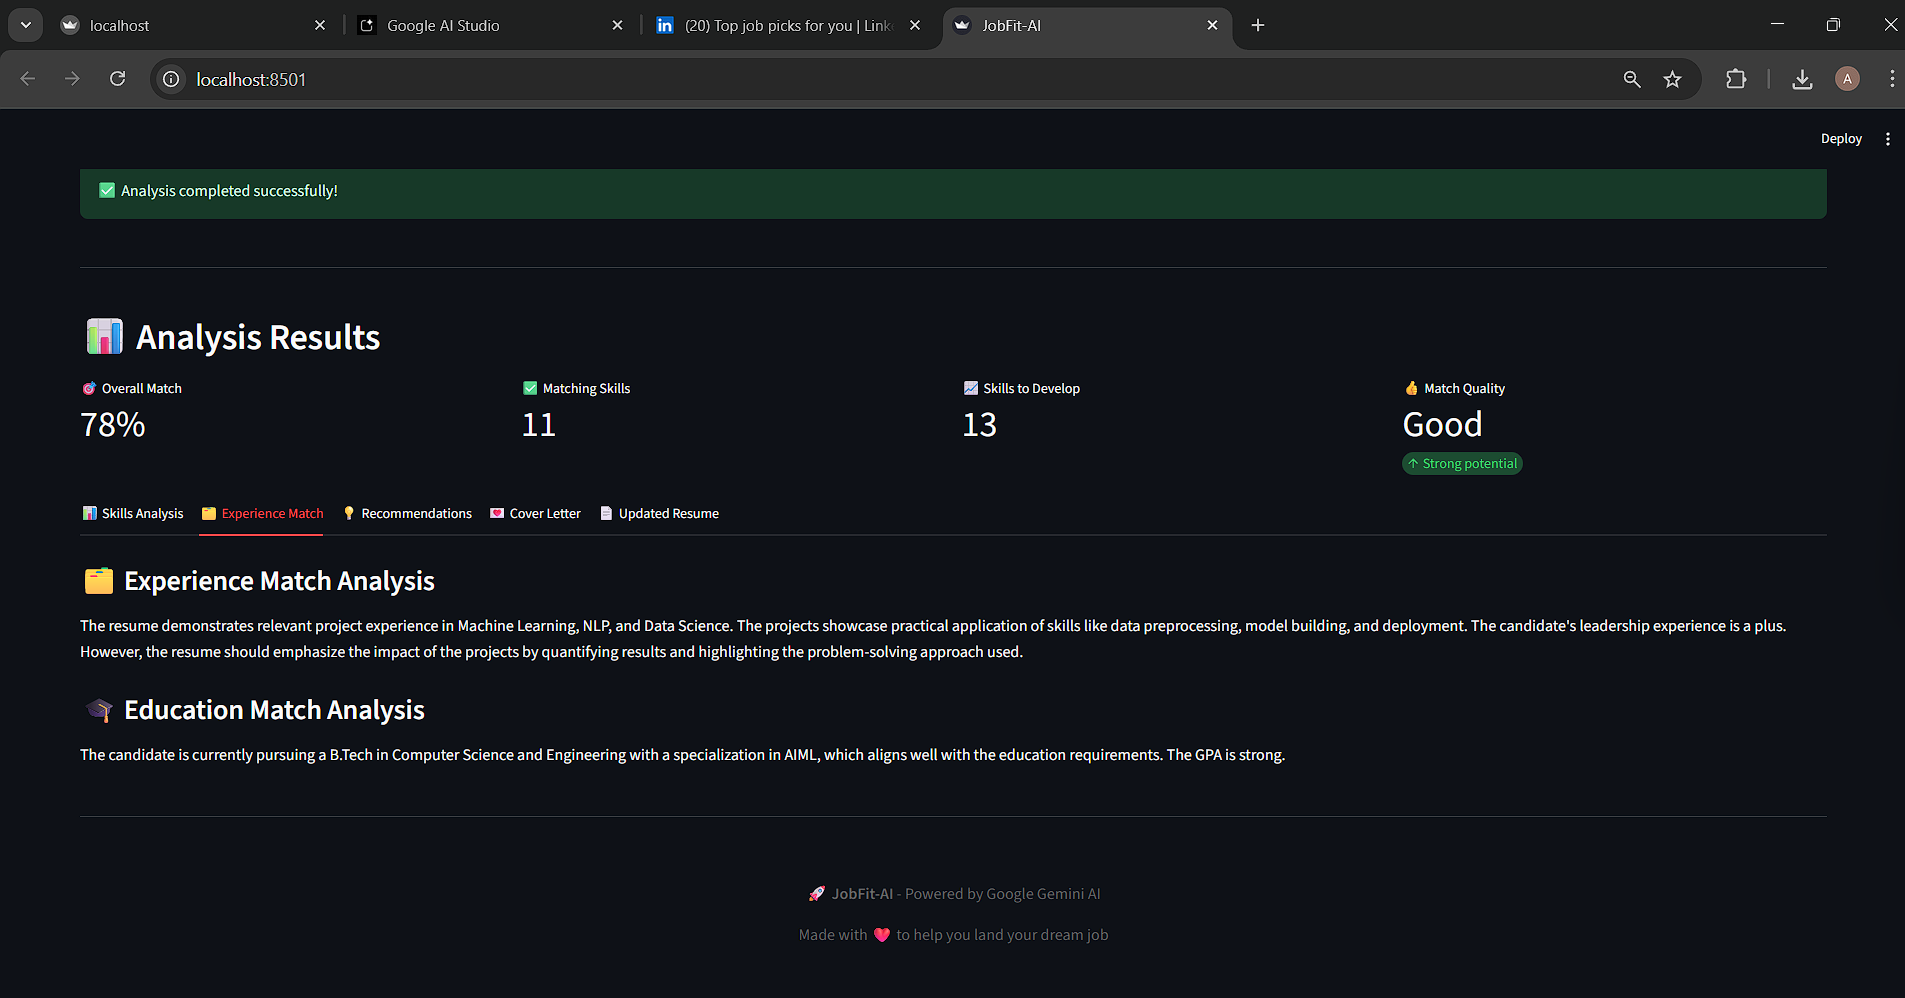 localhost
Google AI Studio
(20) Top job picks for you | Link
JobFit-AI
localhost:8501
A
Deploy
Analysis completed successfully!
Analysis Results
Overall Match
78%
Matching Skills
11
Skills to Develop
13
Match Quality
Good
↑ Strong potential
Skills Analysis
Experience Match
Recommendations
Cover Letter
Updated Resume
Experience Match Analysis
The resume demonstrates relevant project experience in Machine Learning, NLP, and Data Science. The projects showcase practical application of skills like data preprocessing, model building, and deployment. The candidate's leadership experience is a plus.
However, the resume should emphasize the impact of the projects by quantifying results and highlighting the problem-solving approach used.
Education Match Analysis
The candidate is currently pursuing a B.Tech in Computer Science and Engineering with a specialization in AIML, which aligns well with the education requirements. The GPA is strong.
JobFit-AI - Powered by Google Gemini AI
Made with ❤️ to help you land your dream job